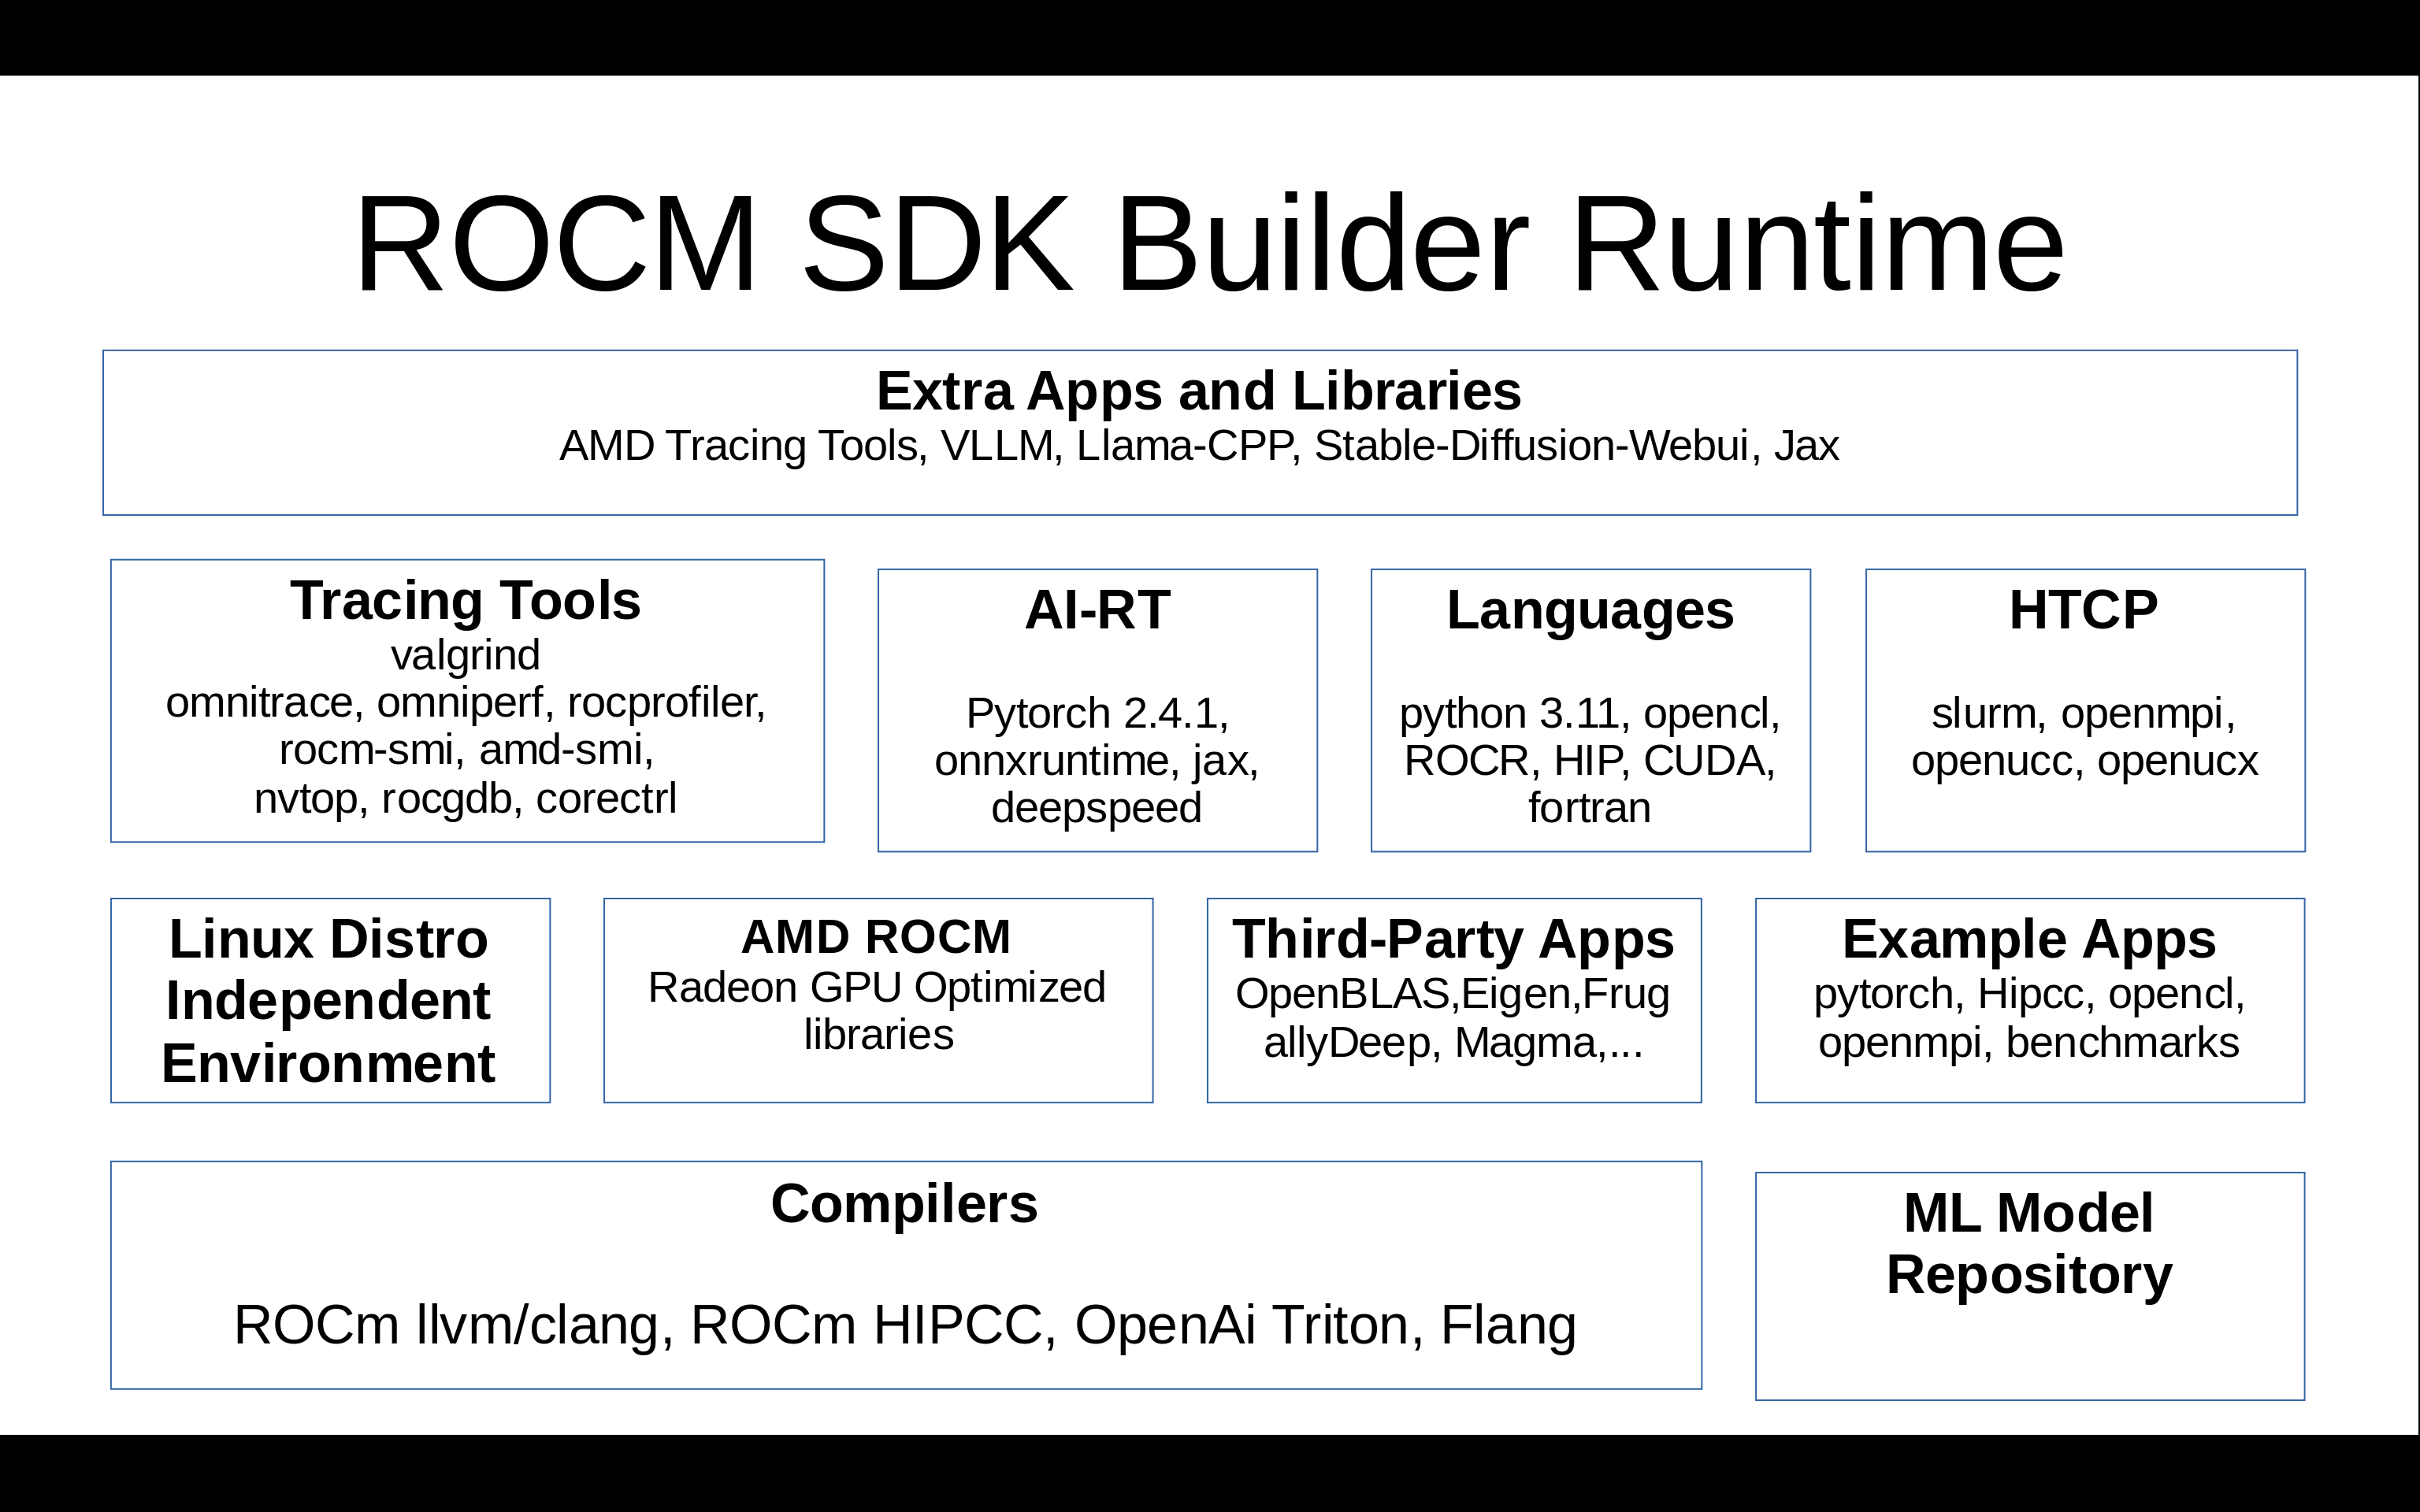 ROCM SDK Builder Runtime
Extra Apps and Libraries
AMD Tracing Tools, VLLM, Llama-CPP, Stable-Diffusion-Webui, Jax
Tracing Tools
valgrind
omnitrace, omniperf, rocprofiler,
rocm-smi, amd-smi,
nvtop, rocgdb, corectrl
AI-RT
Pytorch 2.4.1,
onnxruntime, jax,
deepspeed
Languages
python 3.11, opencl,
ROCR, HIP, CUDA,
fortran
HTCP
slurm, openmpi,
openucc, openucx
Linux Distro
Independent
Environment
AMD ROCM
Radeon GPU Optimized
libraries
Third-Party Apps
OpenBLAS,Eigen,Frug
allyDeep, Magma,...
Example Apps
pytorch, Hipcc, opencl,
openmpi, benchmarks
Compilers
ROCm llvm/clang, ROCm HIPCC, OpenAi Triton, Flang
ML Model
Repository